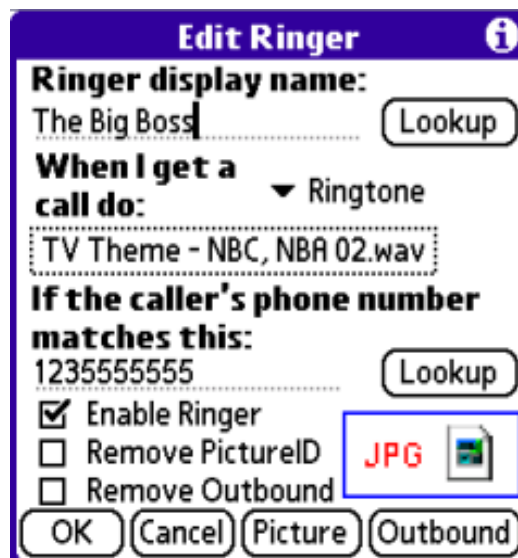 Edit Ringer i
Ringer display name:
The Big Boss Lookup
When I get a
call do: Ringtone
TV Theme - NBC, NBA 02.wav
If the caller's phone number
matches this:
1235555555 Lookup
Enable Ringer
Remove PictureID JPG
Remove Outbound
OK Cancel Picture Outbound